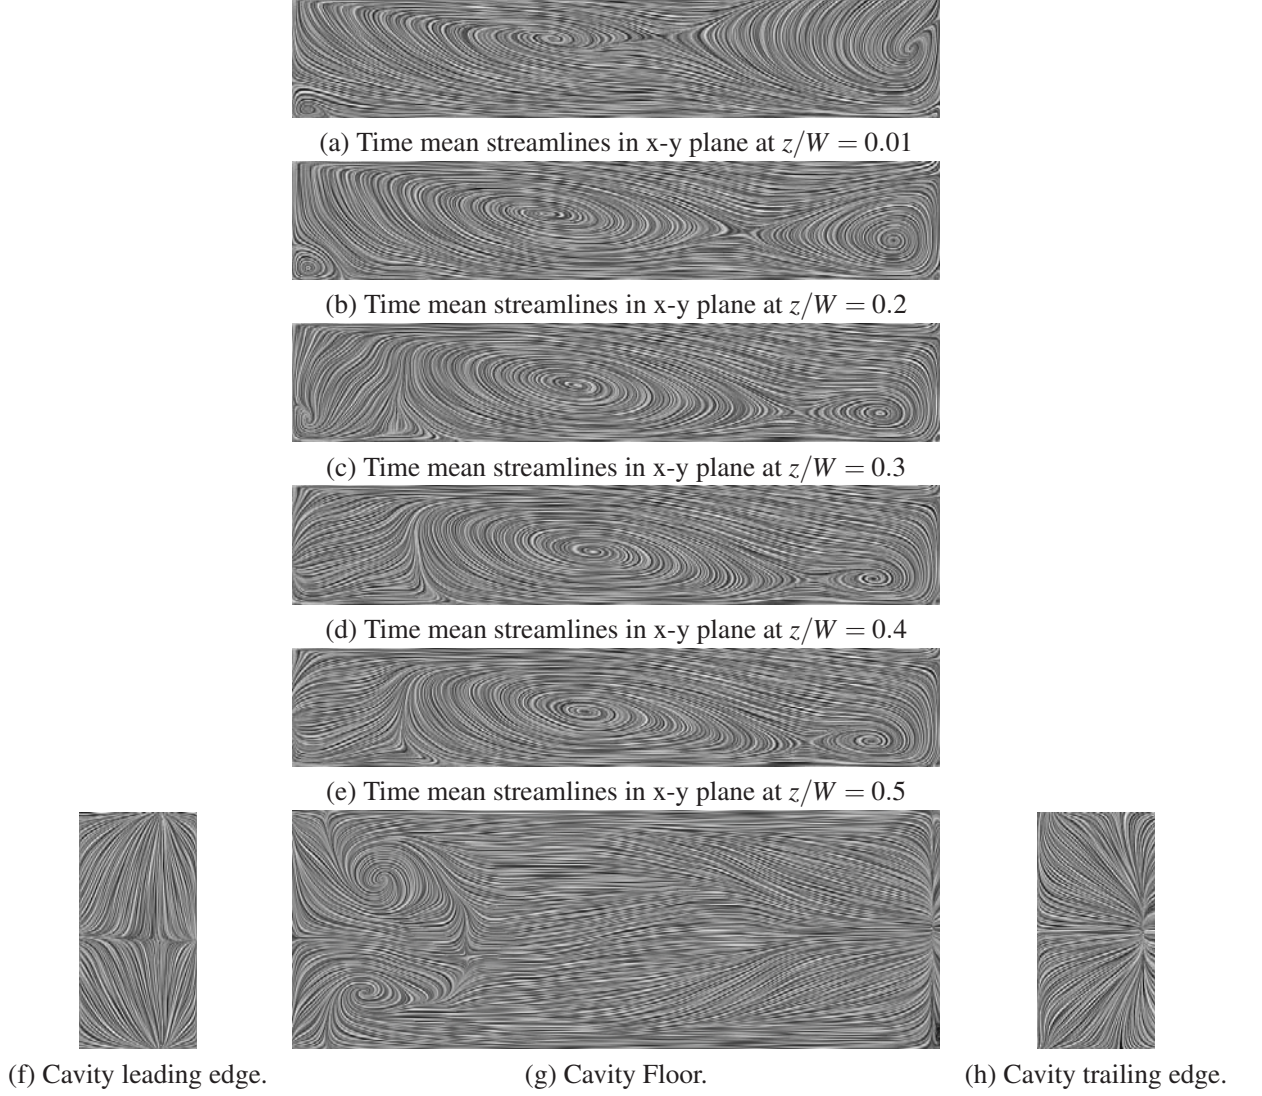 (a) Time mean streamlines in x-y plane at z/W = 0.01
(b) Time mean streamlines in x-y plane at z/W = 0.2
(c) Time mean streamlines in x-y plane at z/W = 0.3
(d) Time mean streamlines in x-y plane at z/W = 0.4
(e) Time mean streamlines in x-y plane at z/W = 0.5
(f) Cavity leading edge.
(g) Cavity Floor.
(h) Cavity trailing edge.